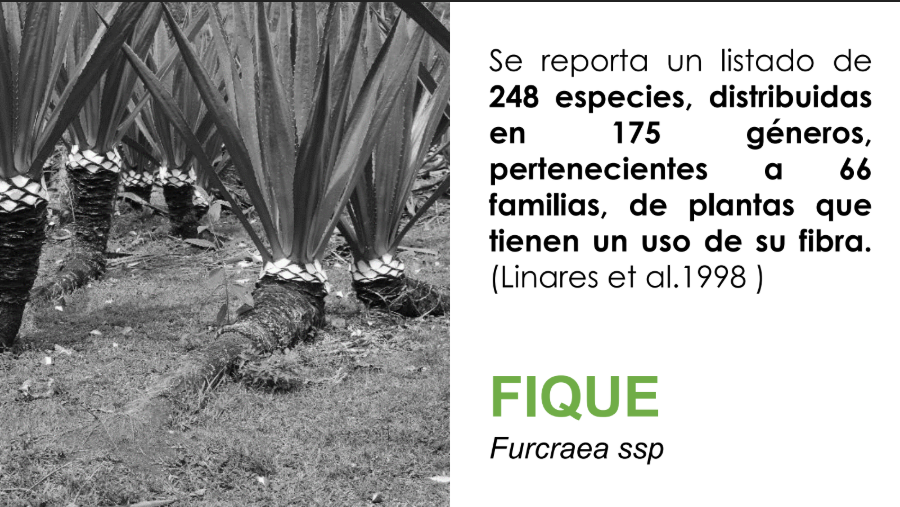 Se reporta un listado de
248 especies, distribuidas
en 175 géneros,
pertenecientes a 66
familias, de plantas que
tienen un uso de su fibra.
(Linares et al.1998 )
FIQUE
Furcraea ssp